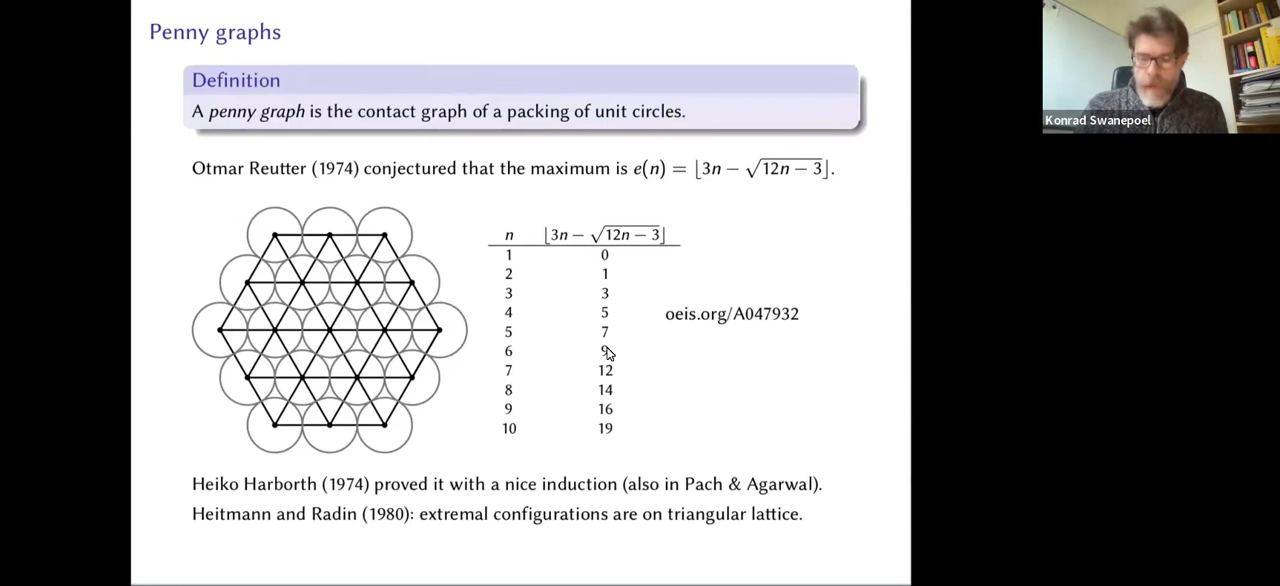 Penny graphs
Definition
A penny graph is the contact graph of a packing of unit circles.
Otmar Reutter (1974) conjectured that the maximum is e(n) = ⌊3n − √12n − 3⌋.
n ⌊3n − √12n − 3⌋
1 0
2 1
3 3
4 5
5 7
6 9
7 12
8 14
9 16
10 19
oeis.org/A047932
Heiko Harborth (1974) proved it with a nice induction (also in Pach & Agarwal).
Heitmann and Radin (1980): extremal configurations are on triangular lattice.
Konrad Swanepoel